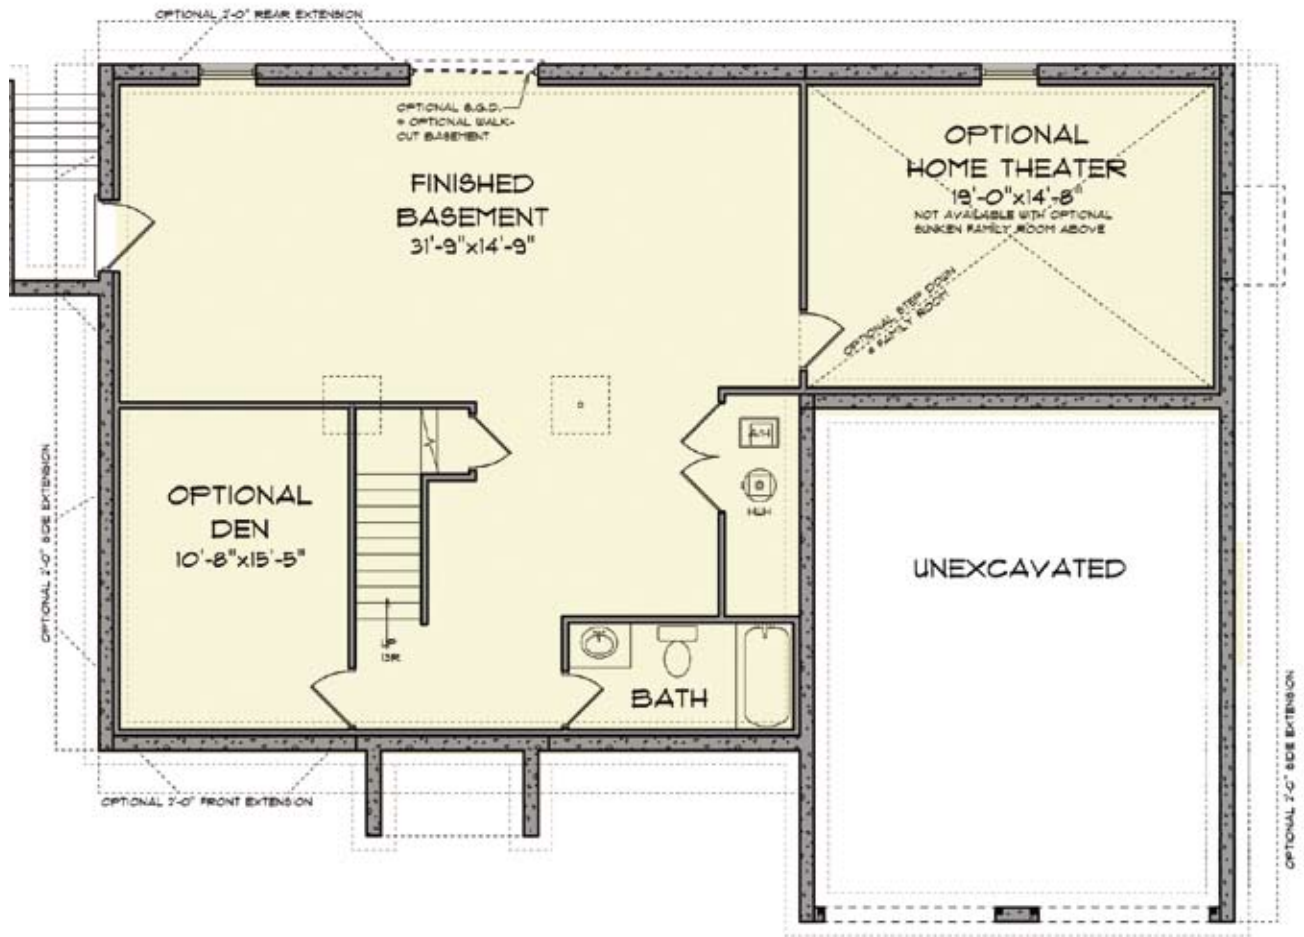 OPTIONAL 2'-0" REAR EXTENSION
OPTIONAL S.G.D.
@ OPTIONAL WALK-
OUT BASEMENT
FINISHED
BASEMENT
31'-9"x14'-9"
OPTIONAL
HOME THEATER
19'-0"x14'-8"
NOT AVAILABLE WITH OPTIONAL
SUNKEN FAMILY ROOM ABOVE
OPTIONAL STEP DOWN
@ FAMILY ROOM
A/H
HWH
OPTIONAL
DEN
10'-8"x15'-5"
UP
13R
BATH
UNEXCAVATED
OPTIONAL 2'-0" SIDE EXTENSION
OPTIONAL 2'-0" FRONT EXTENSION
OPTIONAL 2'-0" SIDE EXTENSION